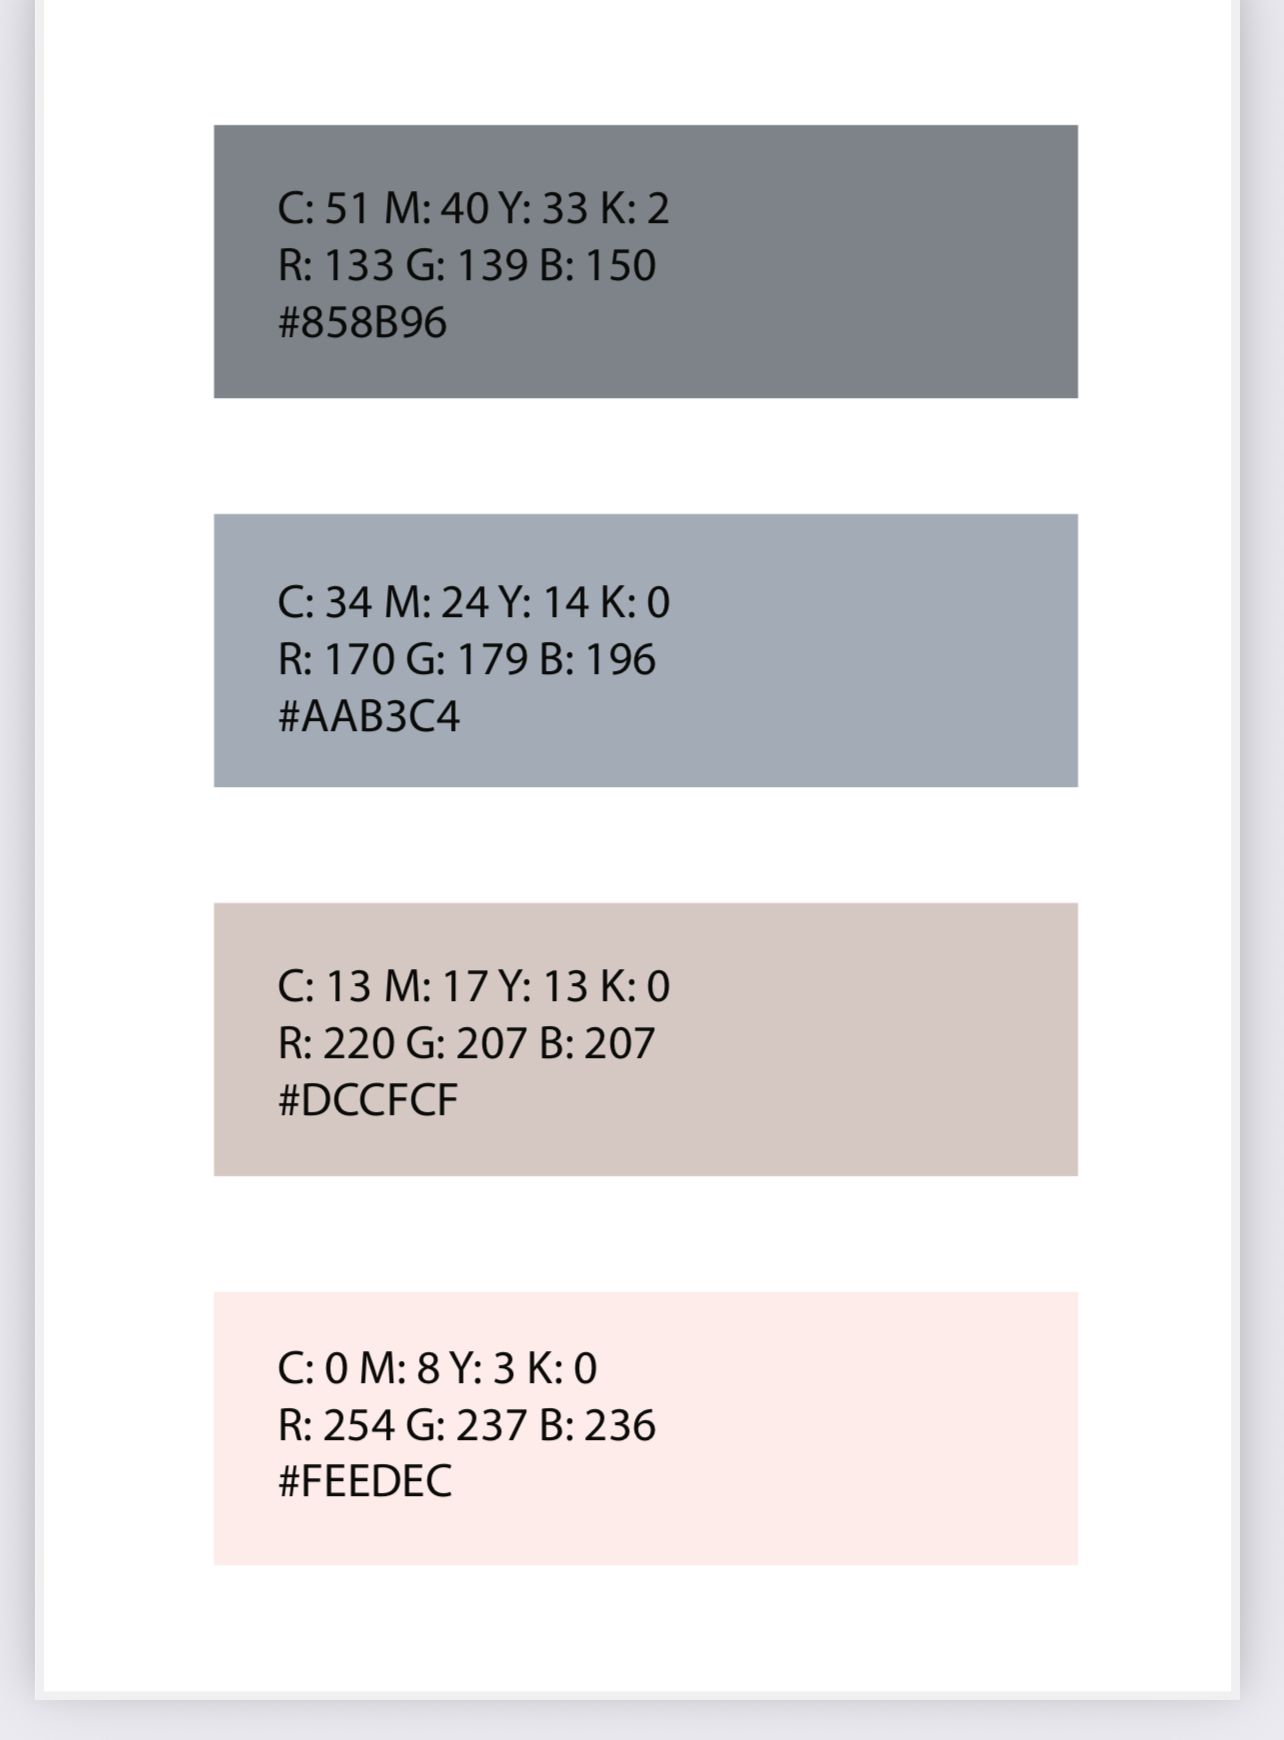 C: 51 M: 40 Y: 33 K: 2
R: 133 G: 139 B: 150
#858B96
C: 34 M: 24 Y: 14 K: 0
R: 170 G: 179 B: 196
#AAB3C4
C: 13 M: 17 Y: 13 K: 0
R: 220 G: 207 B: 207
#DCCFCF
C: 0 M: 8 Y: 3 K: 0
R: 254 G: 237 B: 236
#FEEDEC